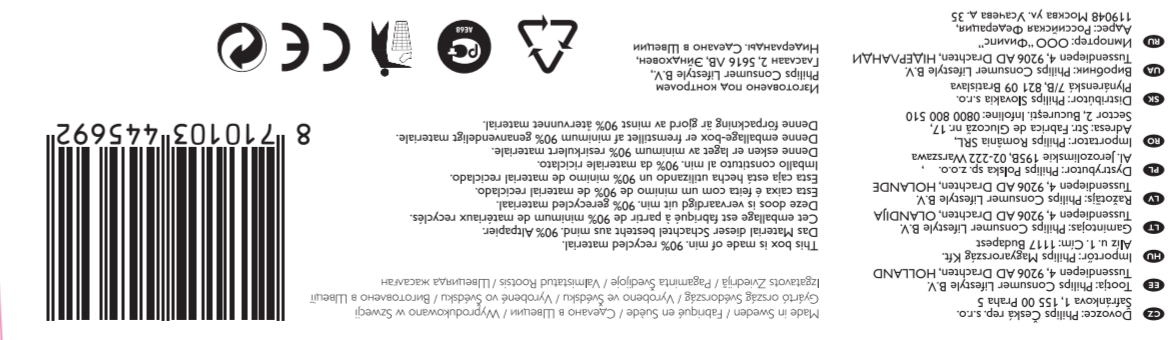 CZ Dovozce: Philips Česká rep. s.r.o.
Šafránkova 1, 155 00 Praha 5
EE Tootja: Philips Consumer Lifestyle B.V.
Tussendiepen 4, 9206 AD Drachten, HOLLAND
HU Importőr: Philips Magyarország Kft.
Alíz u. 1. Cím: 1117 Budapest
LT Gamintojas: Philips Consumer Lifestyle B.V.
Tussendiepen 4, 9206 AD Drachten, OLANDIJA
LV Ražotājs: Philips Consumer Lifestyle B.V.
Tussendiepen 4, 9206 AD Drachten, HOLANDE
PL Dystrybutor: Philips Polska sp. z.o.o. ,
Al. Jerozolimskie 195B, 02-222 Warszawa
RO Importator: Philips România SRL,
Adresa: Str. Fabrica de Glucoză nr. 17,
Sector 2, Bucureşti. Infoline: 0800 800 510
SK Distribútor: Philips Slovakia s.r.o.
Plynárenská 7/B, 821 09 Bratislava
UA Виробник: Philips Consumer Lifestyle B.V.
Tussendiepen 4, 9206 AD Drachten, НІДЕРЛАНДИ
RU Импортер: ООО "Филипс"
Адрес: Российская Федерация,
119048 Москва ул. Усачева д. 35
Made in Sweden / Fabriqué en Suède / Сделано в Швеции / Wyprodukowano w Szwecji
Gyártó ország Svédország / Vyrobeno ve Švédsku / Vyrobené vo Švédsku / Виготовлено в Швеції
Izgatavots Zviedrijā / Pagaminta Švedijoje / Valmistatud Rootsis / Швецияда жасалған
This box is made of min. 90% recycled material.
Das Material dieser Schachtel besteht aus mind. 90% Altpapier.
Cet emballage est fabriqué à partir de 90% minimum de matériaux recyclés.
Deze doos is vervaardigd uit min. 90% gerecycled materiaal.
Esta caixa é feita com um mínimo de 90% de material reciclado.
Esta caja está hecha utilizando un 90% mínimo de material reciclado.
Imballo constituto al min. 90% da materiale riciclato.
Denne esken er laget av minimum 90% resirkulert materiale.
Denne emballage-box er fremstillet af minimum 90% genanvendeligt materiale.
Denne förpackning är gjord av minst 90% återvunnet material.
Изготовлено под контролем
Philips Consumer Lifestyle B.V.,
Гласлаан 2, 5616 ЛВ, Эйндховен,
Нидерланды. Сделано в Швеции
АЕ68
8 710103 445692